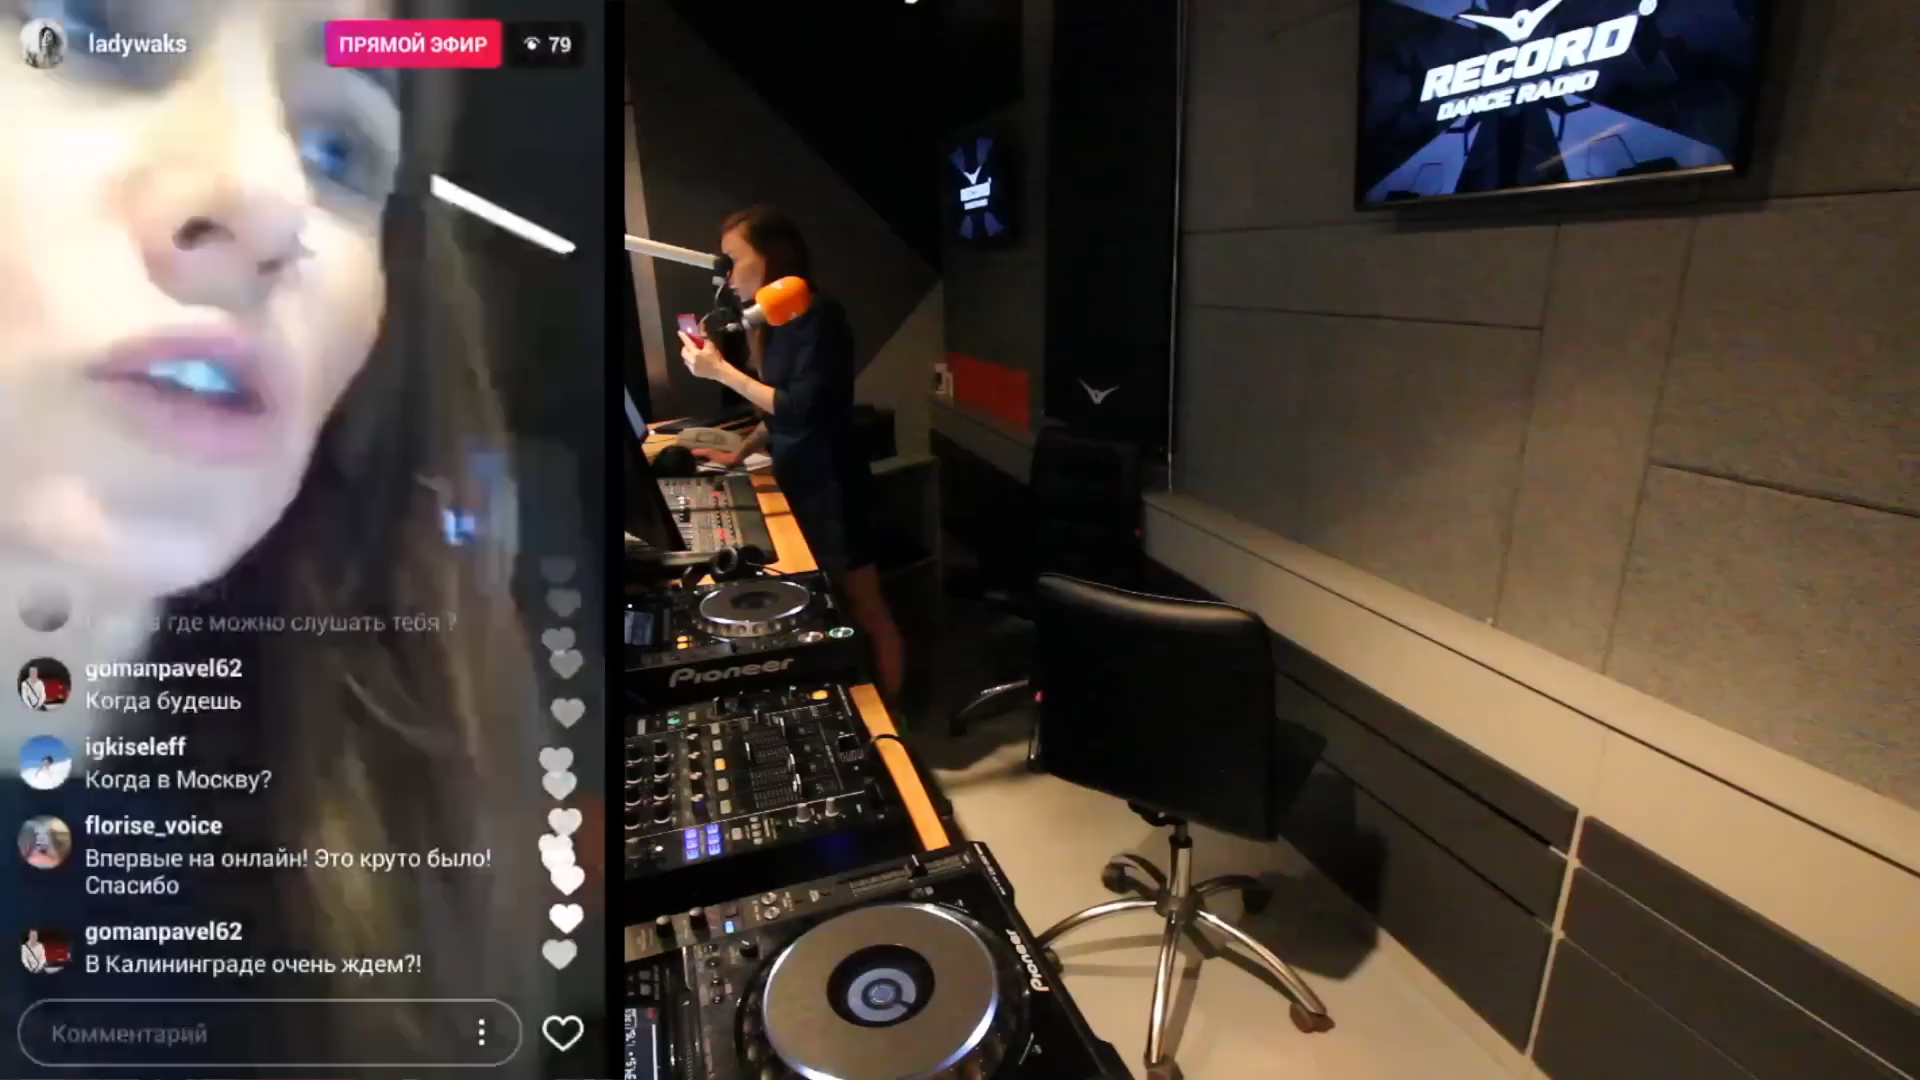 ladywaks
ПРЯМОЙ ЭФИР
79
где можно слушать тебя ?
gomanpavel62
Когда будешь
igkiseleff
Когда в Москву?
florise_voice
Впервые на онлайн! Это круто было!
Спасибо
gomanpavel62
В Калининграде очень ждем?!
Комментарий
RECORD
DANCE RADIO
Pioneer
Pioneer